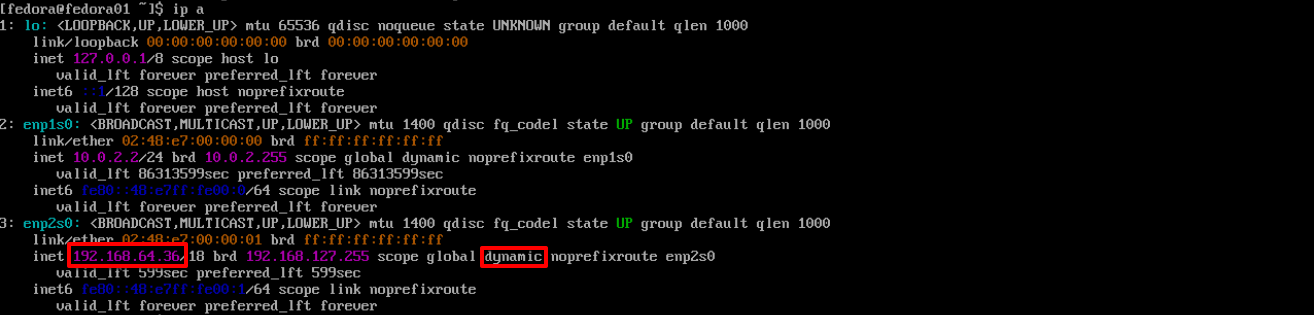 [fedora@fedora01 ~]$ ip a
1: lo: <LOOPBACK,UP,LOWER_UP> mtu 65536 qdisc noqueue state UNKNOWN group default qlen 1000
    link/loopback 00:00:00:00:00:00 brd 00:00:00:00:00:00
    inet 127.0.0.1/8 scope host lo
       valid_lft forever preferred_lft forever
    inet6 ::1/128 scope host noprefixroute
       valid_lft forever preferred_lft forever
2: enp1s0: <BROADCAST,MULTICAST,UP,LOWER_UP> mtu 1400 qdisc fq_codel state UP group default qlen 1000
    link/ether 02:48:e7:00:00:00 brd ff:ff:ff:ff:ff:ff
    inet 10.0.2.2/24 brd 10.0.2.255 scope global dynamic noprefixroute enp1s0
       valid_lft 86313599sec preferred_lft 86313599sec
    inet6 fe80::48:e7ff:fe00:0/64 scope link noprefixroute
       valid_lft forever preferred_lft forever
3: enp2s0: <BROADCAST,MULTICAST,UP,LOWER_UP> mtu 1400 qdisc fq_codel state UP group default qlen 1000
    link/ether 02:48:e7:00:00:01 brd ff:ff:ff:ff:ff:ff
    inet 192.168.64.36/18 brd 192.168.127.255 scope global dynamic noprefixroute enp2s0
       valid_lft 599sec preferred_lft 599sec
    inet6 fe80::48:e7ff:fe00:1/64 scope link noprefixroute
       valid_lft forever preferred_lft forever